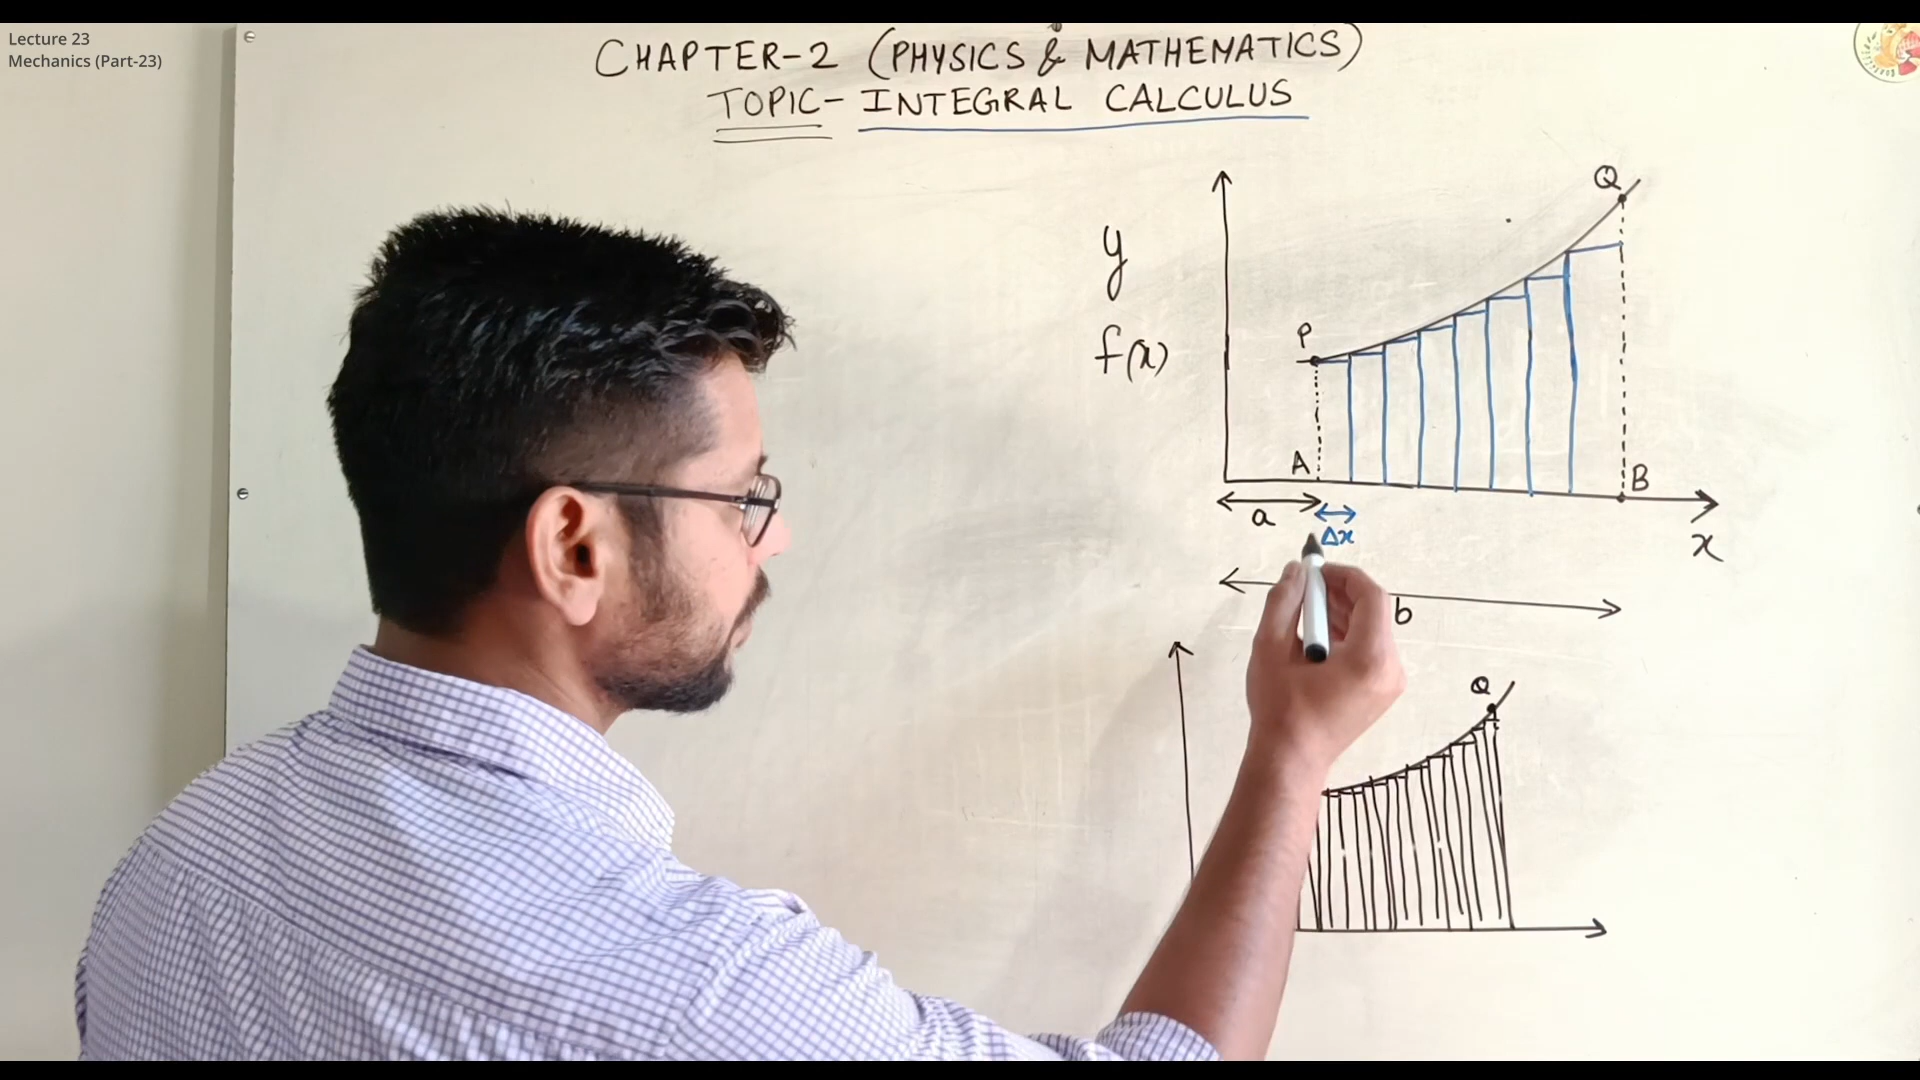 Lecture 23
Mechanics (Part-23)
CHAPTER-2 (PHYSICS & MATHEMATICS)
TOPIC- INTEGRAL CALCULUS
Q
y
P
f(x)
A
B
a
Δx
x
b
Q